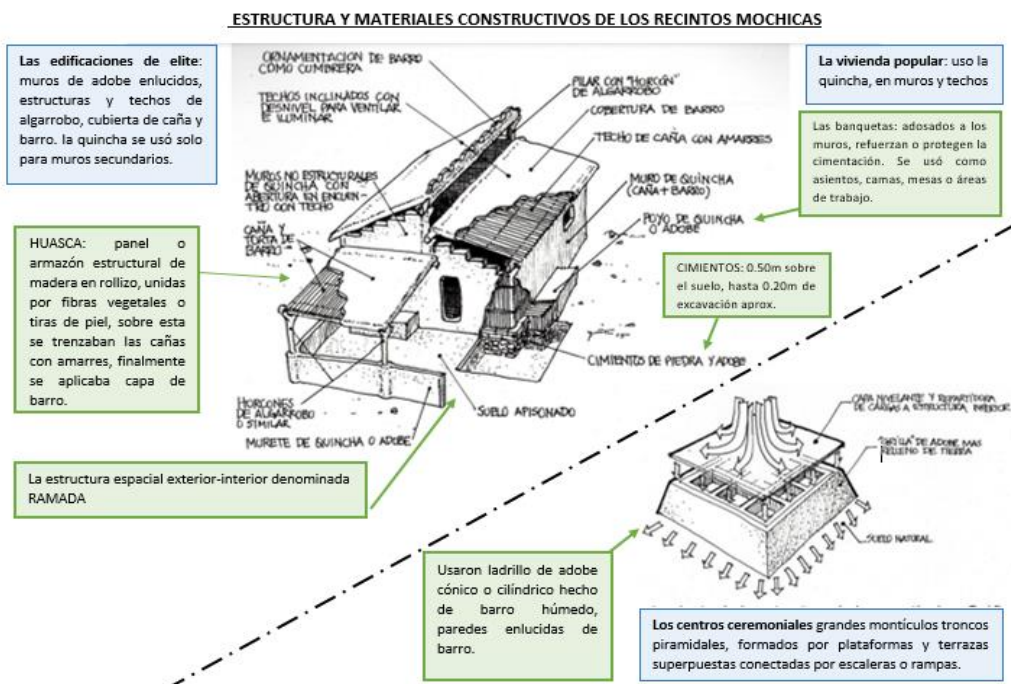 ESTRUCTURA Y MATERIALES CONSTRUCTIVOS DE LOS RECINTOS MOCHICAS
Las edificaciones de elite:
muros de adobe enlucidos,
estructuras y techos de
algarrobo, cubierta de caña y
barro. la quincha se usó solo
para muros secundarios.
ORNAMENTACION DE BARRO
COMO CUMBRERA
TECHOS INCLINADOS CON
DESNIVEL PARA VENTILAR
E ILUMINAR
MUROS NO ESTRUCTURALES
DE QUINCHA CON
ABERTURA EN ENCUEN-
TRO CON TECHO
CAÑA Y
TORTA DE
BARRO
PILAR CON "HORCON"
DE ALGARROBO
COBERTURA DE BARRO
TECHO DE CAÑA CON AMARRES
MURO DE QUINCHA
(CAÑA + BARRO)
POYO DE QUINCHA
O ADOBE
CIMIENTOS DE PIEDRA Y ADOBE
SUELO APISONADO
HORCONES
DE ALGARROBO
O SIMILAR
MURETE DE QUINCHA O ADOBE
La vivienda popular: uso la
quincha, en muros y techos
Las banquetas: adosados a los
muros, refuerzan o protegen la
cimentación. Se usó como
asientos, camas, mesas o áreas
de trabajo.
HUASCA: panel o
armazón estructural de
madera en rollizo, unidas
por fibras vegetales o
tiras de piel, sobre esta
se trenzaban las cañas
con amarres, finalmente
se aplicaba capa de
barro.
CIMIENTOS: 0.50m sobre
el suelo, hasta 0.20m de
excavación aprox.
La estructura espacial exterior-interior denominada
RAMADA
CAPA NIVELANTE Y REPARTIDORA
DE CARGAS A ESTRUCTURA INFERIOR
DE ADOBE MAS
RELLENO DE TIERRA
SUELO NATURAL
Usaron ladrillo de adobe
cónico o cilíndrico hecho
de barro húmedo,
paredes enlucidas de
barro.
Los centros ceremoniales grandes montículos troncos
piramidales, formados por plataformas y terrazas
superpuestas conectadas por escaleras o rampas.